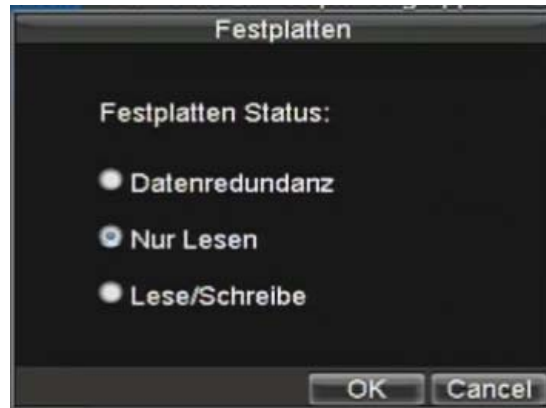 Festplatten
Festplatten Status:
Datenredundanz
Nur Lesen
Lese/Schreibe
OK Cancel